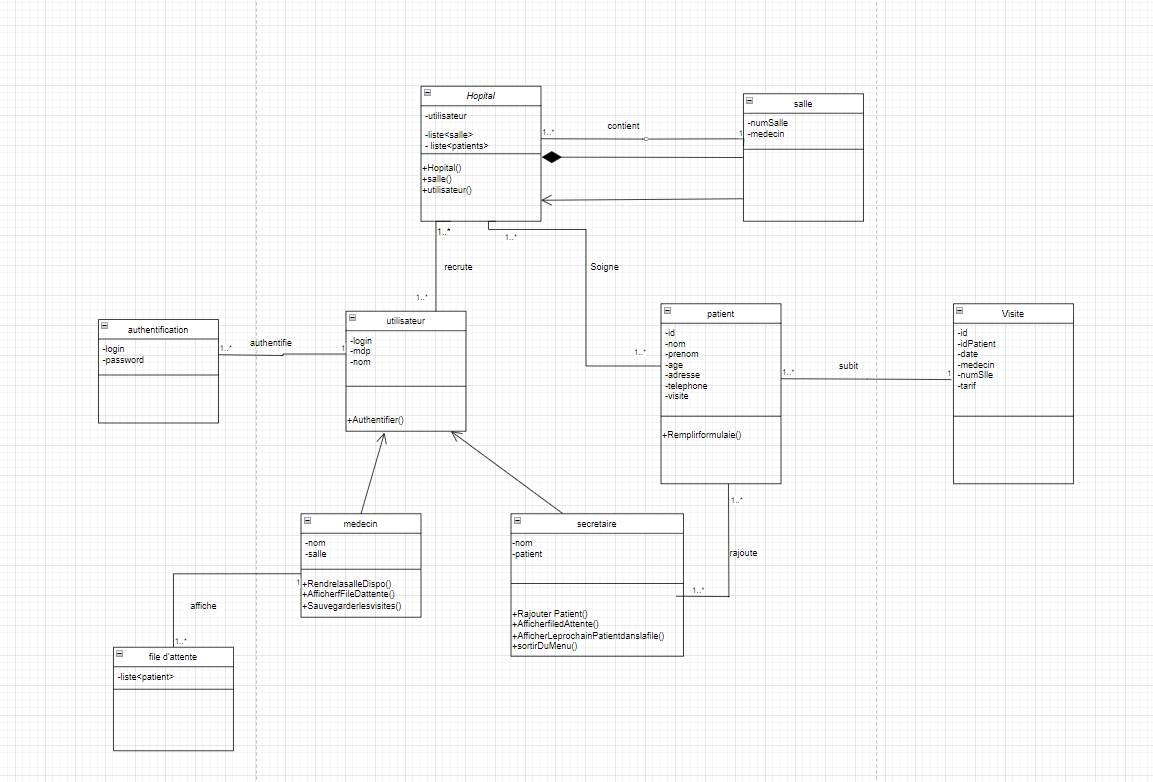 Hopital
-utilisateur
-liste<salle>
- liste<patients>
+Hopital()
+salle()
+utilisateur()
1..*
contient
1
salle
-numSalle
-medecin
1..*
recrute
1..*
1..*
Soigne
1..*
authentification
-login
-password
1..*
authentifie
1
utilisateur
-login
-mdp
-nom
+Authentifier()
patient
-id
-nom
-prenom
-age
-adresse
-telephone
-visite
+Remplirformulaie()
1..*
subit
1
Visite
-id
-idPatient
-date
-medecin
-numSlle
-tarif
medecin
-nom
-salle
+RendrelasalleDispo()
+AfficherfFileDattente()
+Sauvegarderlesvisites()
secretaire
-nom
-patient
+Rajouter Patient()
+AfficherfiledAttente()
+AfficherLeprochainPatientdanslafile()
+sortirDuMenu()
1..*
rajoute
1..*
1
affiche
1..*
file d'attente
-liste<patient>